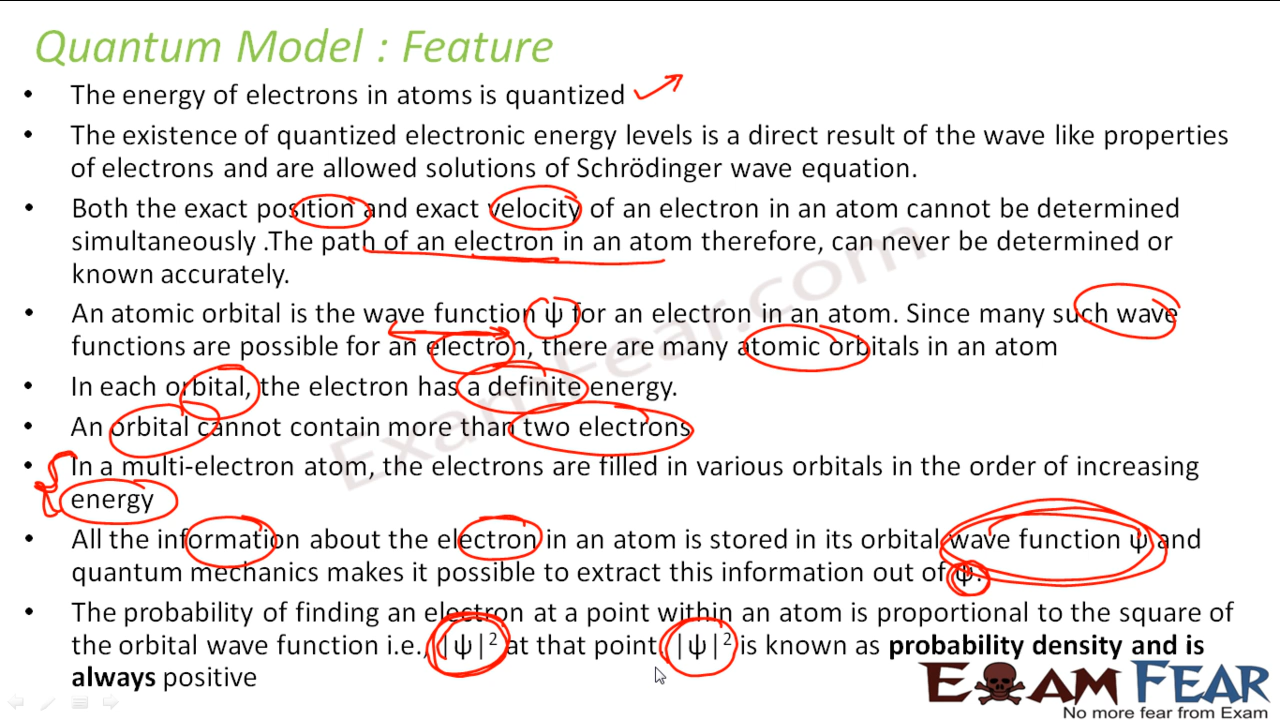 Quantum Model : Feature
• The energy of electrons in atoms is quantized
• The existence of quantized electronic energy levels is a direct result of the wave like properties
of electrons and are allowed solutions of Schrödinger wave equation.
• Both the exact position and exact velocity of an electron in an atom cannot be determined
simultaneously .The path of an electron in an atom therefore, can never be determined or
known accurately.
• An atomic orbital is the wave function ψ for an electron in an atom. Since many such wave
functions are possible for an electron, there are many atomic orbitals in an atom
• In each orbital, the electron has a definite energy.
• An orbital cannot contain more than two electrons
• In a multi-electron atom, the electrons are filled in various orbitals in the order of increasing
energy
• All the information about the electron in an atom is stored in its orbital wave function ψ and
quantum mechanics makes it possible to extract this information out of ψ.
• The probability of finding an electron at a point within an atom is proportional to the square of
the orbital wave function i.e., |ψ|² at that point. |ψ|² is known as probability density and is
always positive
ExamFear.com
EXAM FEAR
No more fear from Exam